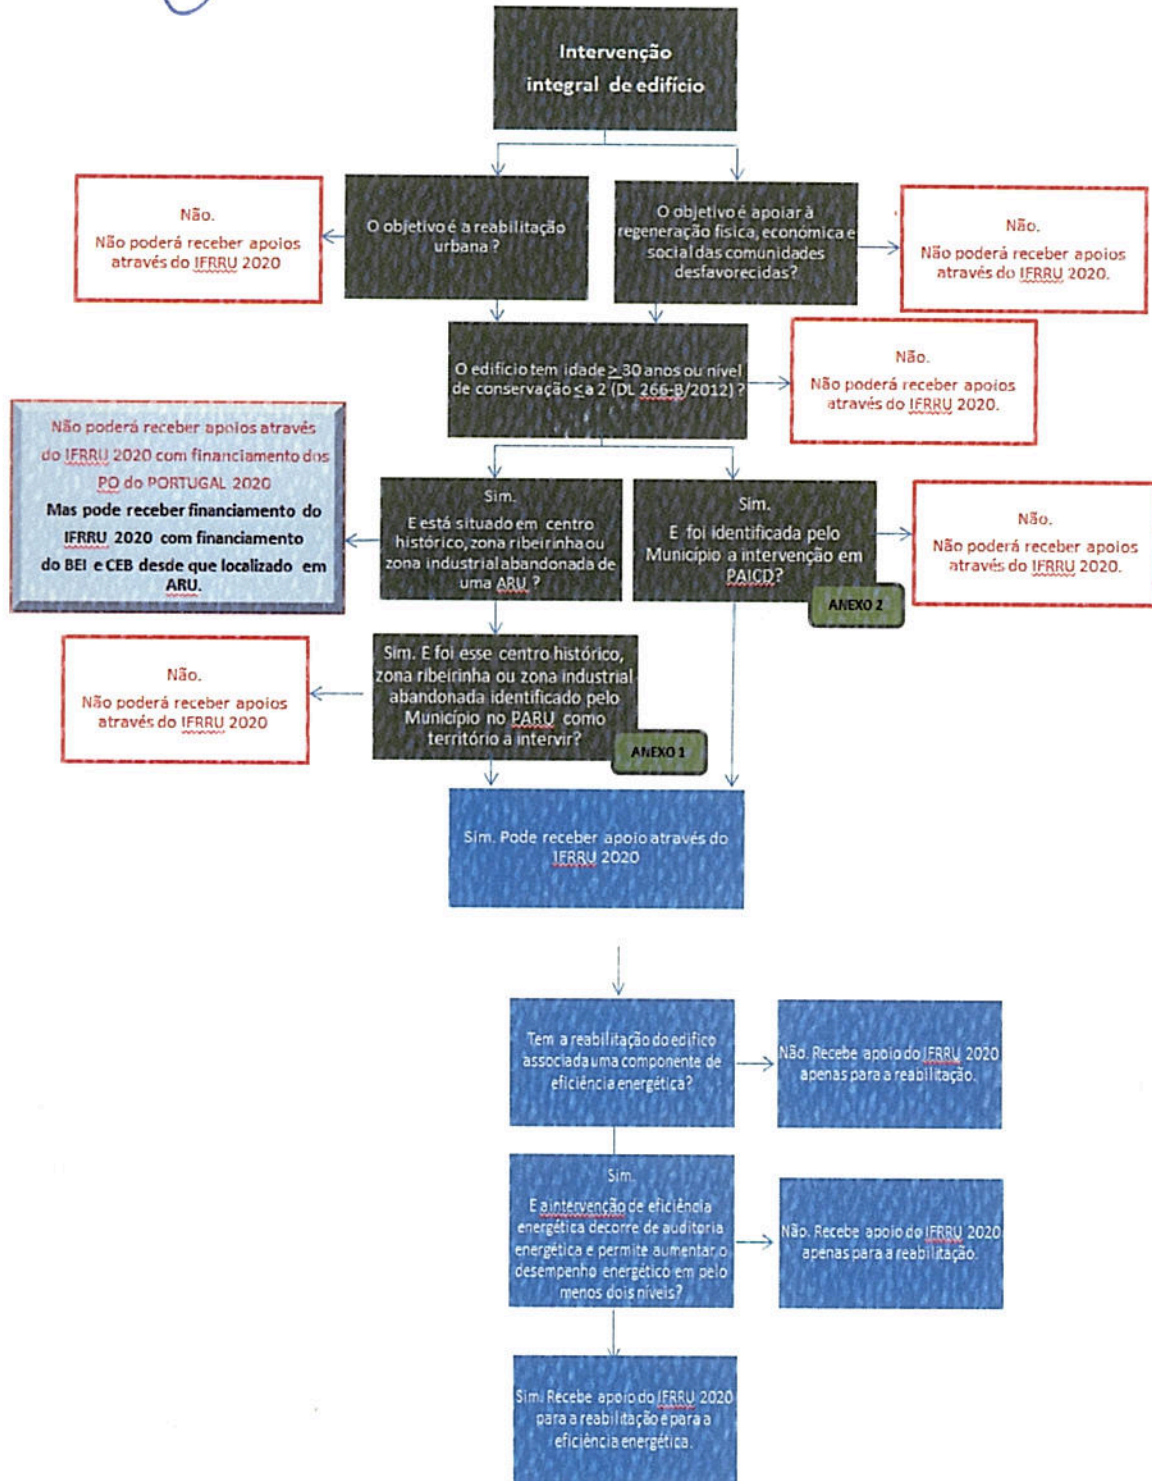 Intervenção
integral de edifício
Não.
Não poderá receber apoios
através do IFRRU 2020
O objetivo é a reabilitação
urbana ?
O objetivo é apoiar à
regeneração física, económica e
social das comunidades
desfavorecidas?
Não.
Não poderá receber apoios
através do IFRRU 2020.
O edifício tem idade ≥ 30 anos ou nível
de conservação ≤ a 2 (DL 266-B/2012) ?
Não.
Não poderá receber apoios
através do IFRRU 2020.
Não poderá receber apoios através
do IFRRU 2020 com financiamento dos
PO do PORTUGAL 2020
Mas pode receber financiamento do
IFRRU 2020 com financiamento
do BEI e CEB desde que localizado em
ARU.
Sim.
E está situado em centro
histórico, zona ribeirinha ou
zona industrial abandonada de
uma ARU ?
Sim.
E foi identificada pelo
Município a intervenção em
PAICD?
ANEXO 2
Não.
Não poderá receber apoios
através do IFRRU 2020.
Não.
Não poderá receber apoios
através do IFRRU 2020
Sim. E foi esse centro histórico,
zona ribeirinha ou zona industrial
abandonada identificado pelo
Município no PARU como
território a intervir?
ANEXO 1
Sim. Pode receber apoio através do
IFRRU 2020
Tem a reabilitação do edifico
associada uma componente de
eficiência energética?
Não. Recebe apoio do IFRRU 2020
apenas para a reabilitação.
Sim.
E a intervenção de eficiência
energética decorre de auditoria
energética e permite aumentar o
desempenho energético em pelo
menos dois níveis?
Não. Recebe apoio do IFRRU 2020
apenas para a reabilitação.
Sim. Recebe apoio do IFRRU 2020
para a reabilitação e para a
eficiência energética.